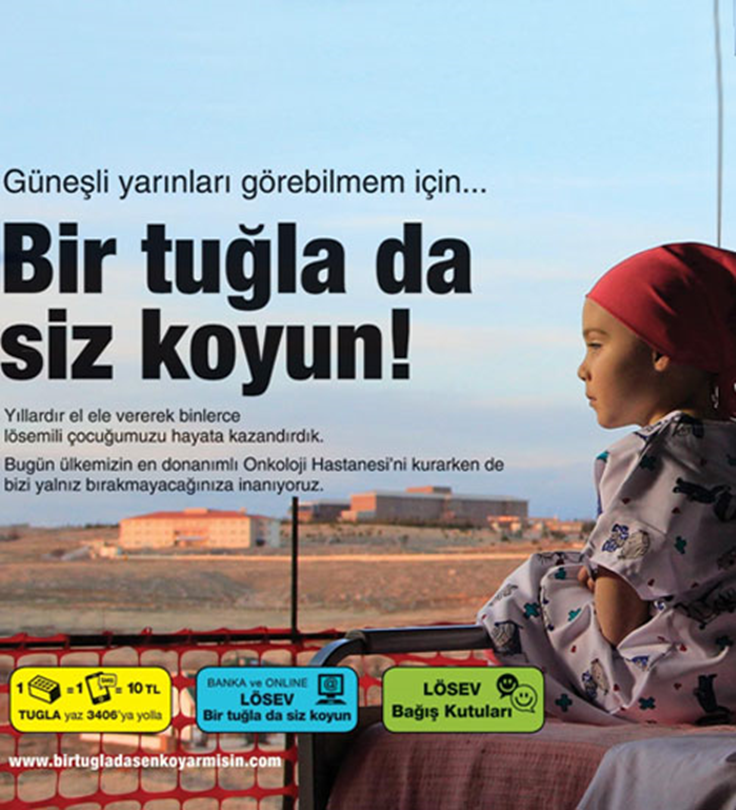 Güneşli yarınları görebilmem için...
Bir tuğla da
siz koyun!
Yıllardır el ele vererek binlerce
lösemili çocuğumuzu hayata kazandırdık.
Bugün ülkemizin en donanımlı Onkoloji Hastanesi'ni kurarken de
bizi yalnız bırakmayacağınıza inanıyoruz.
1 = 1 = 10 TL
TUGLA yaz 3406'ya yolla
BANKA ve ONLINE
LÖSEV
Bir tuğla da siz koyun
LÖSEV
Bağış Kutuları
www.birtugladasenkoyarmisin.com